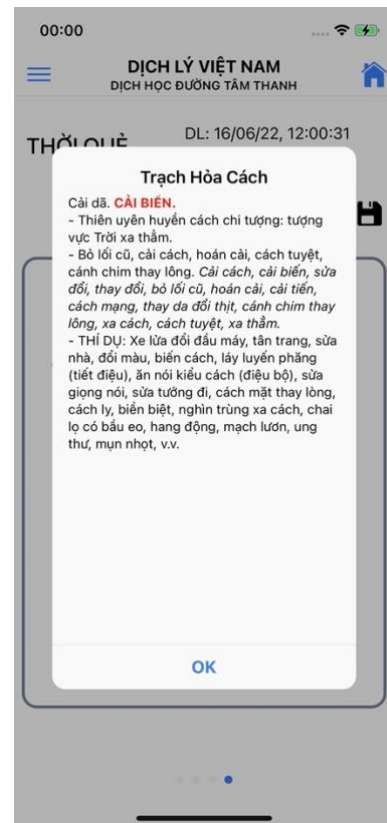 00:00
DỊCH LÝ VIỆT NAM
DỊCH HỌC ĐƯỜNG TÂM THANH
THỜI QUẺ
DL: 16/06/22, 12:00:31
Trạch Hỏa Cách
Cải dã. CẢI BIẾN.
- Thiên uyên huyền cách chi tượng: tượng
vực Trời xa thẳm.
- Bỏ lối cũ, cải cách, hoán cải, cách tuyệt,
cánh chim thay lông. Cải cách, cải biến, sửa
đổi, thay đổi, bỏ lối cũ, hoán cải, cải tiến,
cách mạng, thay da đổi thịt, cánh chim thay
lông, xa cách, cách tuyệt, xa thẳm.
- THÍ DỤ: Xe lửa đổi đầu máy, tân trang, sửa
nhà, đổi màu, biến cách, láy luyến phăng
(tiết điệu), ăn nói kiểu cách (điệu bộ), sửa
giọng nói, sửa tướng đi, cách mặt thay lòng,
cách ly, biền biệt, nghìn trùng xa cách, chai
lọ có bầu eo, hang động, mạch lươn, ung
thư, mụn nhọt, v.v.
OK